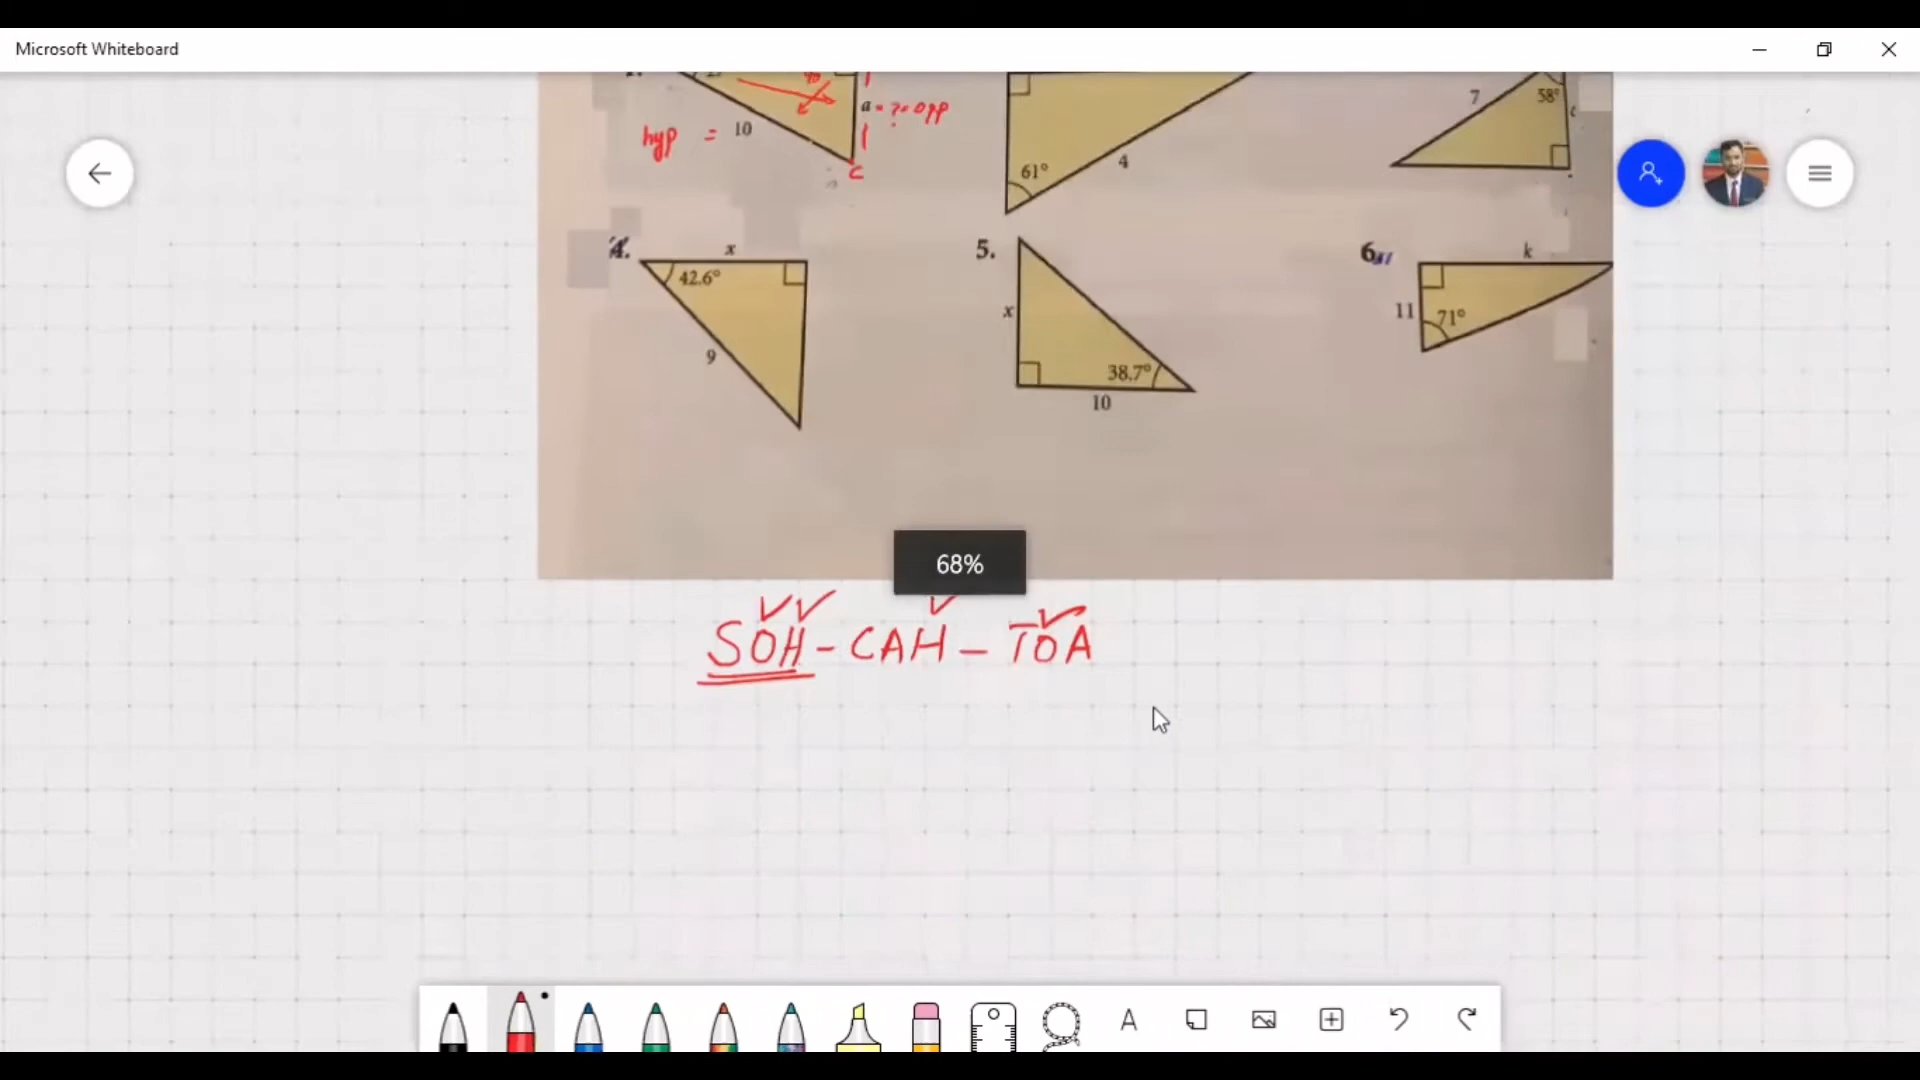 Microsoft Whiteboard
hyp = 10
a = ? = opp
c
61°
4
7
58°
4.
x
42.6°
9
5.
x
38.7°
10
6.
k
11
71°
68%
SOH - CAH - TOA
A